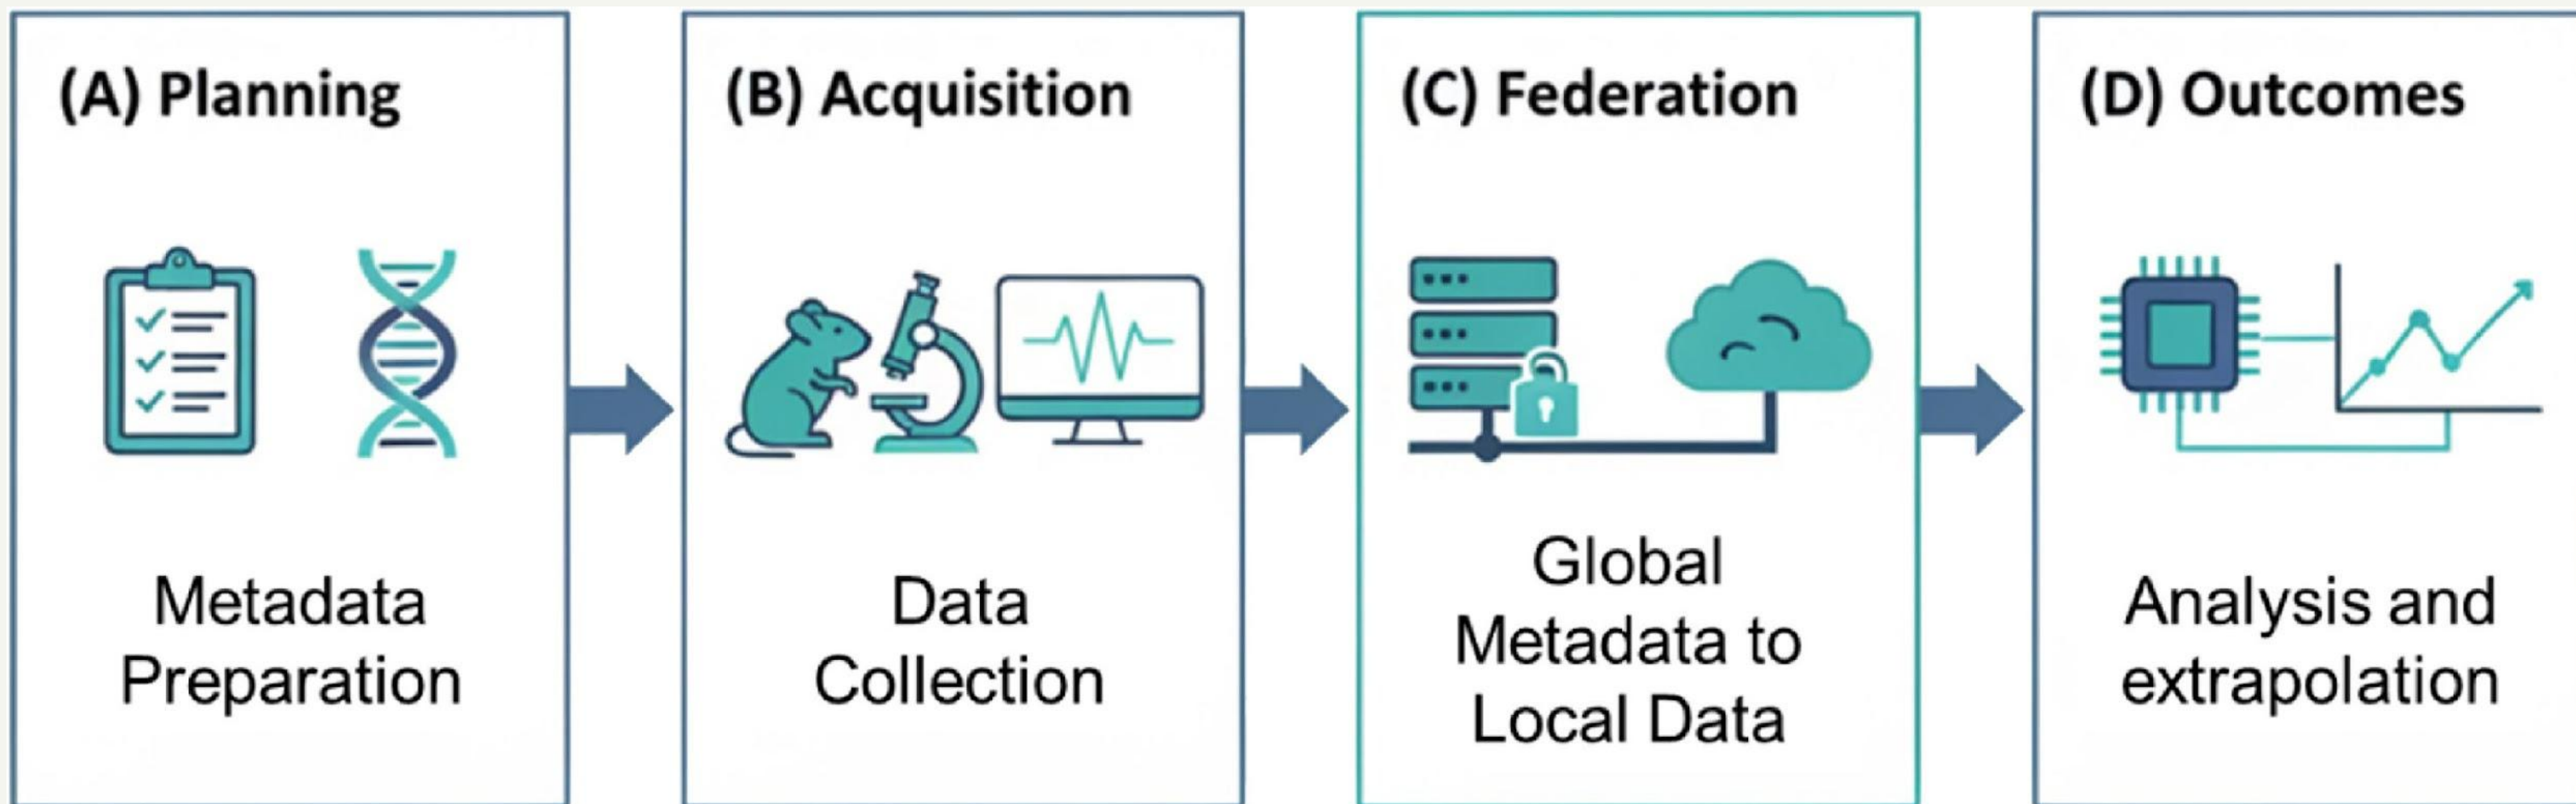 (A) Planning
Metadata
Preparation
(B) Acquisition
Data
Collection
(C) Federation
Global
Metadata to
Local Data
(D) Outcomes
Analysis and
extrapolation